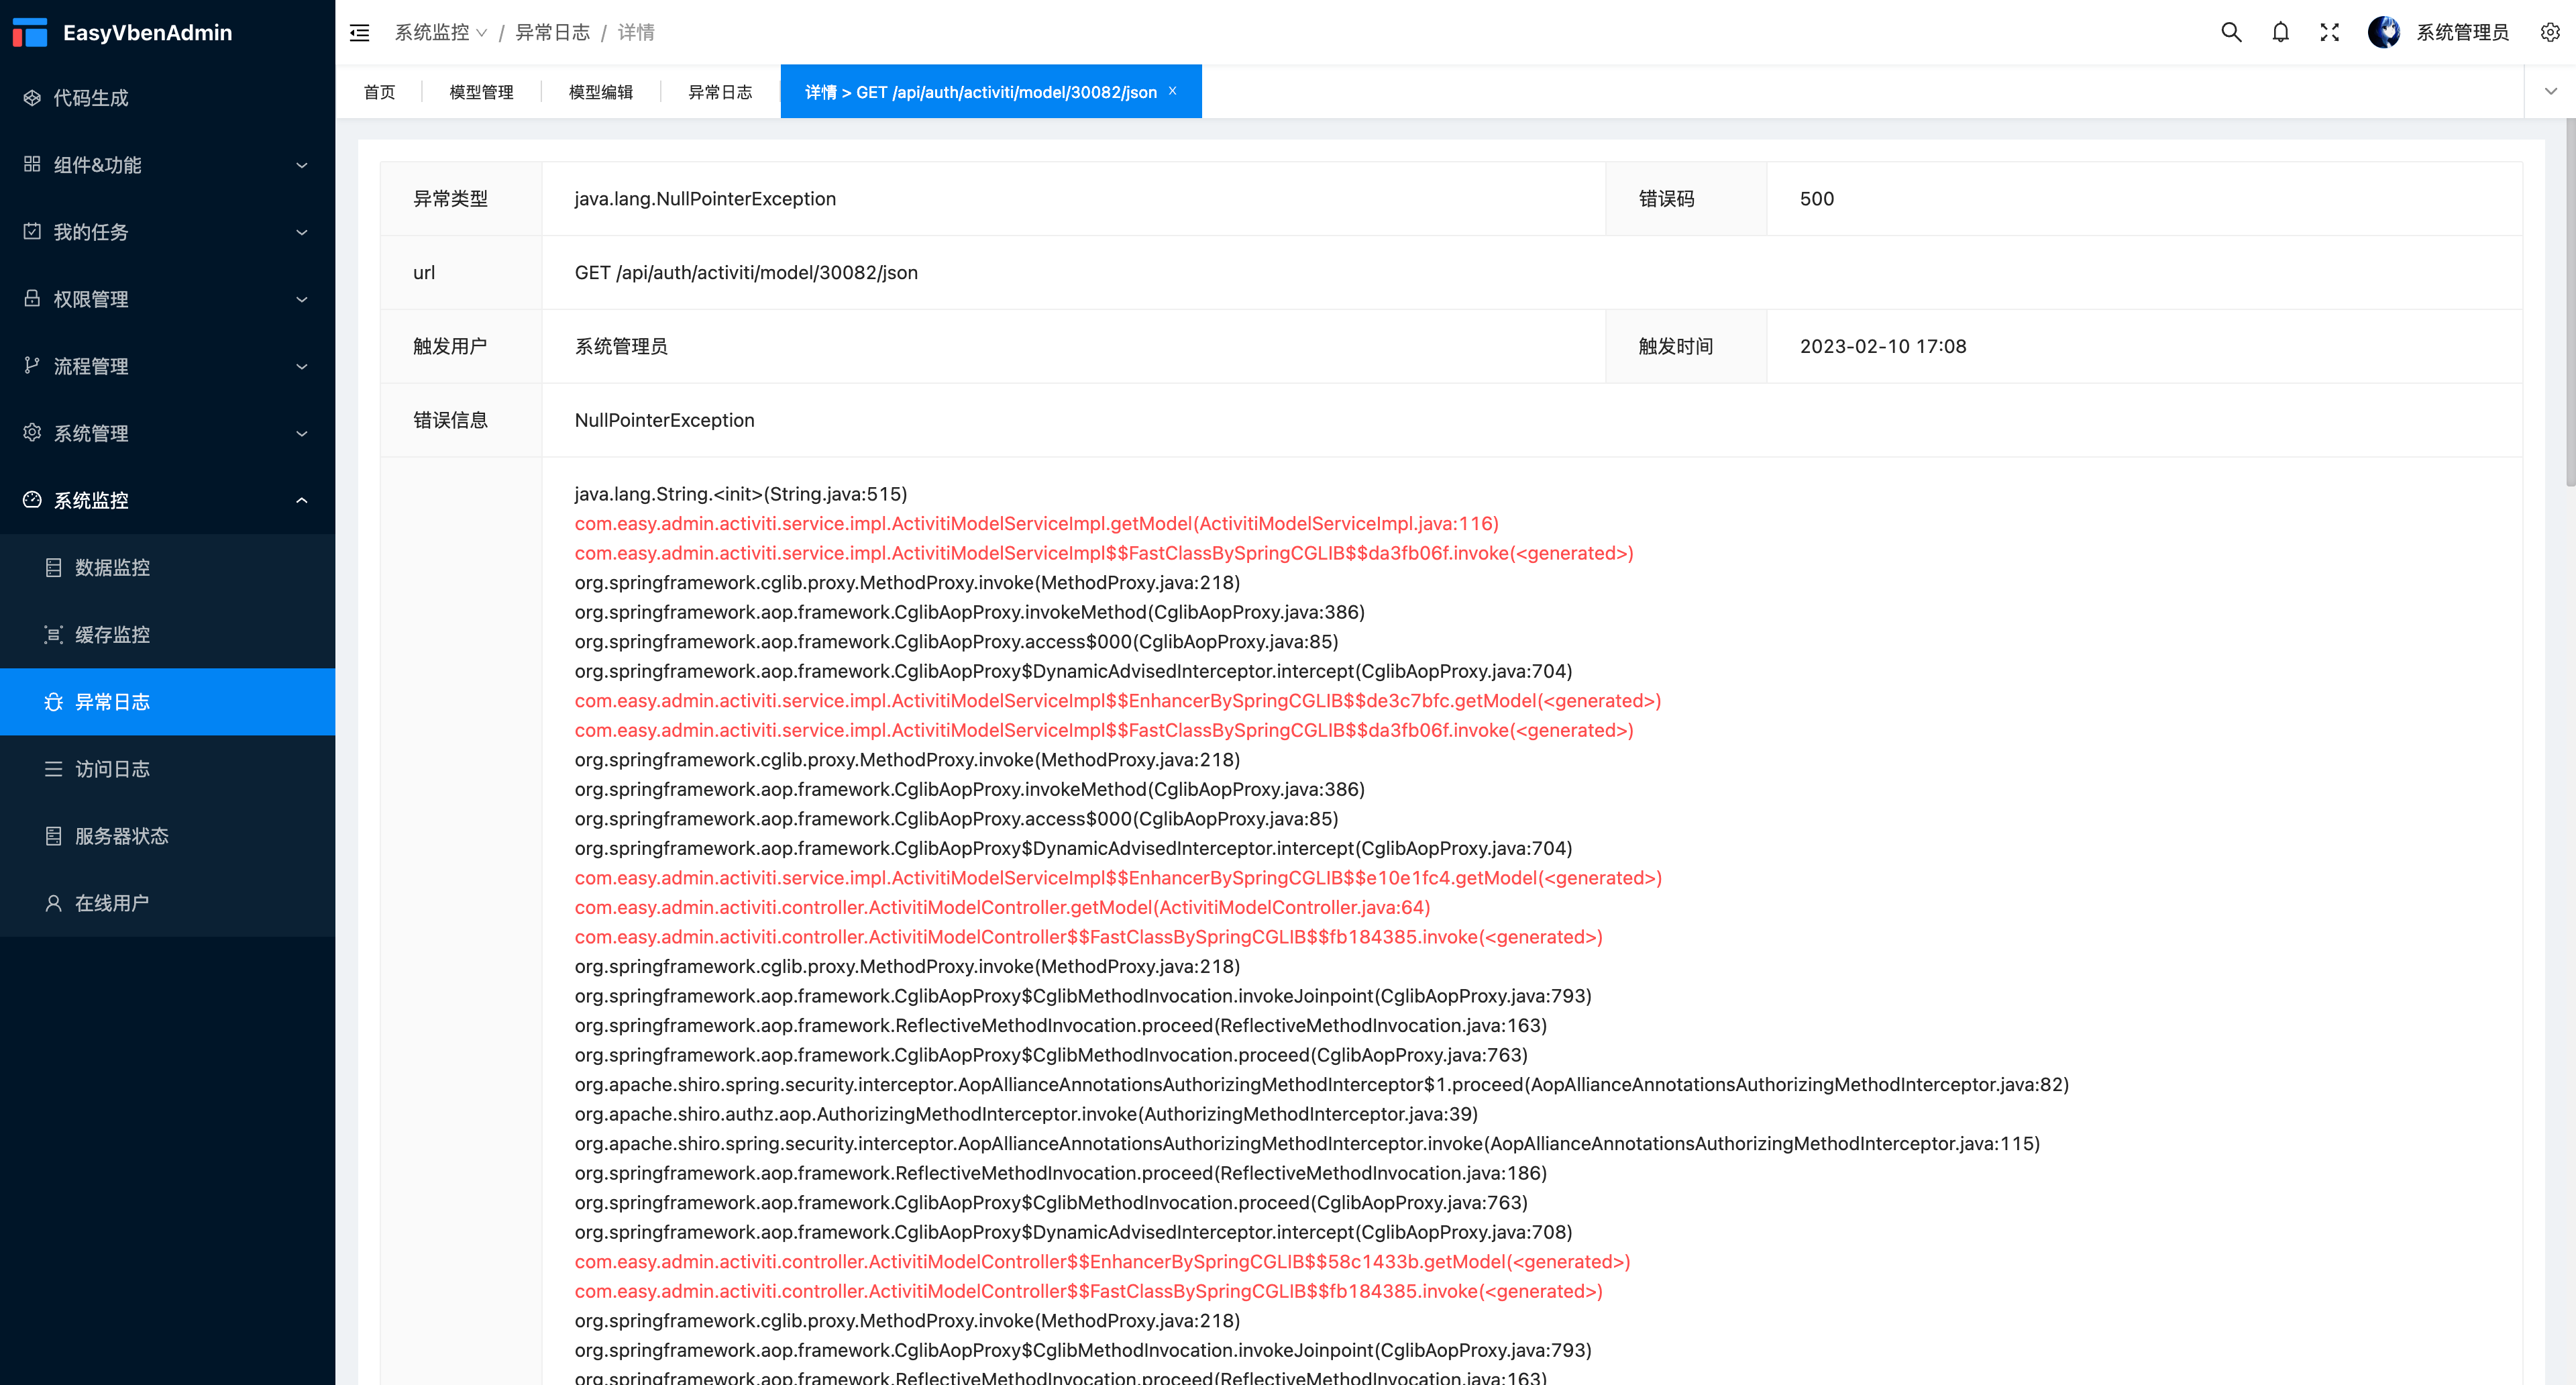 EasyVbenAdmin
代码生成
组件&功能
我的任务
权限管理
流程管理
系统管理
系统监控
数据监控
缓存监控
异常日志
访问日志
服务器状态
在线用户
系统监控 / 异常日志 / 详情
系统管理员
首页
模型管理
模型编辑
异常日志
详情 > GET /api/auth/activiti/model/30082/json ×
异常类型 java.lang.NullPointerException 错误码 500
url GET /api/auth/activiti/model/30082/json
触发用户 系统管理员 触发时间 2023-02-10 17:08
错误信息 NullPointerException
java.lang.String.<init>(String.java:515)
com.easy.admin.activiti.service.impl.ActivitiModelServiceImpl.getModel(ActivitiModelServiceImpl.java:116)
com.easy.admin.activiti.service.impl.ActivitiModelServiceImpl$$FastClassBySpringCGLIB$$da3fb06f.invoke(<generated>)
org.springframework.cglib.proxy.MethodProxy.invoke(MethodProxy.java:218)
org.springframework.aop.framework.CglibAopProxy.invokeMethod(CglibAopProxy.java:386)
org.springframework.aop.framework.CglibAopProxy.access$000(CglibAopProxy.java:85)
org.springframework.aop.framework.CglibAopProxy$DynamicAdvisedInterceptor.intercept(CglibAopProxy.java:704)
com.easy.admin.activiti.service.impl.ActivitiModelServiceImpl$$EnhancerBySpringCGLIB$$de3c7bfc.getModel(<generated>)
com.easy.admin.activiti.service.impl.ActivitiModelServiceImpl$$FastClassBySpringCGLIB$$da3fb06f.invoke(<generated>)
org.springframework.cglib.proxy.MethodProxy.invoke(MethodProxy.java:218)
org.springframework.aop.framework.CglibAopProxy.invokeMethod(CglibAopProxy.java:386)
org.springframework.aop.framework.CglibAopProxy.access$000(CglibAopProxy.java:85)
org.springframework.aop.framework.CglibAopProxy$DynamicAdvisedInterceptor.intercept(CglibAopProxy.java:704)
com.easy.admin.activiti.service.impl.ActivitiModelServiceImpl$$EnhancerBySpringCGLIB$$e10e1fc4.getModel(<generated>)
com.easy.admin.activiti.controller.ActivitiModelController.getModel(ActivitiModelController.java:64)
com.easy.admin.activiti.controller.ActivitiModelController$$FastClassBySpringCGLIB$$fb184385.invoke(<generated>)
org.springframework.cglib.proxy.MethodProxy.invoke(MethodProxy.java:218)
org.springframework.aop.framework.CglibAopProxy$CglibMethodInvocation.invokeJoinpoint(CglibAopProxy.java:793)
org.springframework.aop.framework.ReflectiveMethodInvocation.proceed(ReflectiveMethodInvocation.java:163)
org.springframework.aop.framework.CglibAopProxy$CglibMethodInvocation.proceed(CglibAopProxy.java:763)
org.apache.shiro.spring.security.interceptor.AopAllianceAnnotationsAuthorizingMethodInterceptor$1.proceed(AopAllianceAnnotationsAuthorizingMethodInterceptor.java:82)
org.apache.shiro.authz.aop.AuthorizingMethodInterceptor.invoke(AuthorizingMethodInterceptor.java:39)
org.apache.shiro.spring.security.interceptor.AopAllianceAnnotationsAuthorizingMethodInterceptor.invoke(AopAllianceAnnotationsAuthorizingMethodInterceptor.java:115)
org.springframework.aop.framework.ReflectiveMethodInvocation.proceed(ReflectiveMethodInvocation.java:186)
org.springframework.aop.framework.CglibAopProxy$CglibMethodInvocation.proceed(CglibAopProxy.java:763)
org.springframework.aop.framework.CglibAopProxy$DynamicAdvisedInterceptor.intercept(CglibAopProxy.java:708)
com.easy.admin.activiti.controller.ActivitiModelController$$EnhancerBySpringCGLIB$$58c1433b.getModel(<generated>)
com.easy.admin.activiti.controller.ActivitiModelController$$FastClassBySpringCGLIB$$fb184385.invoke(<generated>)
org.springframework.cglib.proxy.MethodProxy.invoke(MethodProxy.java:218)
org.springframework.aop.framework.CglibAopProxy$CglibMethodInvocation.invokeJoinpoint(CglibAopProxy.java:793)
org.springframework.aop.framework.ReflectiveMethodInvocation.proceed(ReflectiveMethodInvocation.java:163)